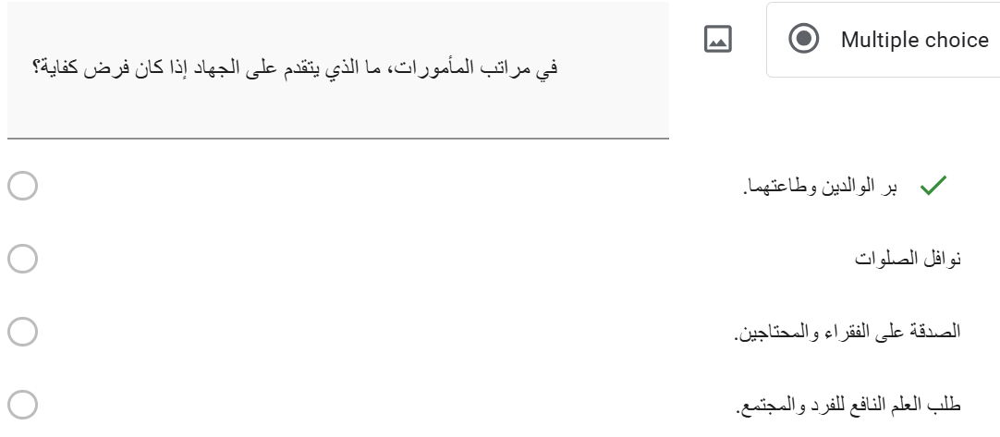 في مراتب المأمورات، ما الذي يتقدم على الجهاد إذا كان فرض كفاية؟
Multiple choice
بر الوالدين وطاعتهما.
نوافل الصلوات
الصدقة على الفقراء والمحتاجين.
طلب العلم النافع للفرد والمجتمع.